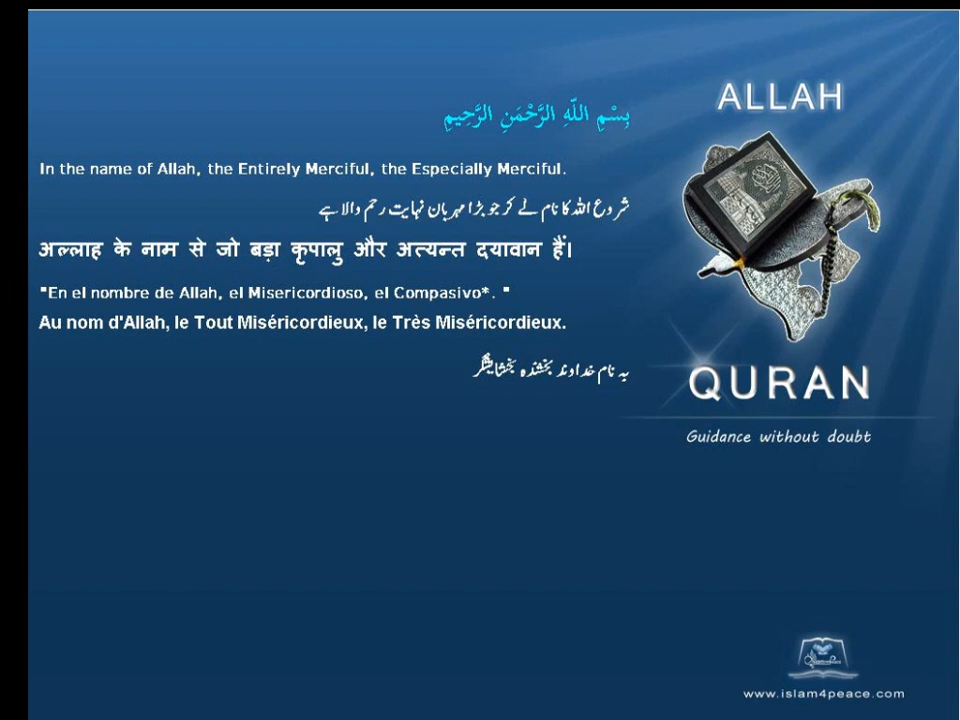 بِسْمِ اللَّهِ الرَّحْمَنِ الرَّحِيمِ
In the name of Allah, the Entirely Merciful, the Especially Merciful.
شروع الله کا نام لے کر جو بڑا مہربان نہایت رحم والا ہے
अल्लाह के नाम से जो बड़ा कृपालु और अत्यन्त दयावान हैं।
"En el nombre de Allah, el Misericordioso, el Compasivo*. "
Au nom d'Allah, le Tout Miséricordieux, le Très Miséricordieux.
به نام خداوند بخشنده بخشایشگر
ALLAH
QURAN
Guidance without doubt
www.islam4peace.com